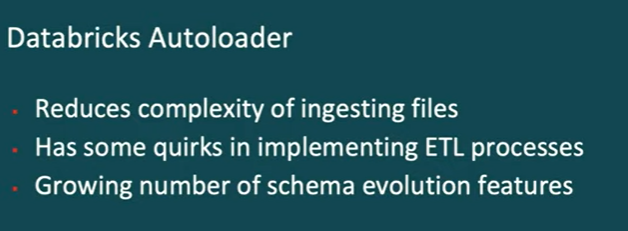 Databricks Autoloader
Reduces complexity of ingesting files
Has some quirks in implementing ETL processes
Growing number of schema evolution features